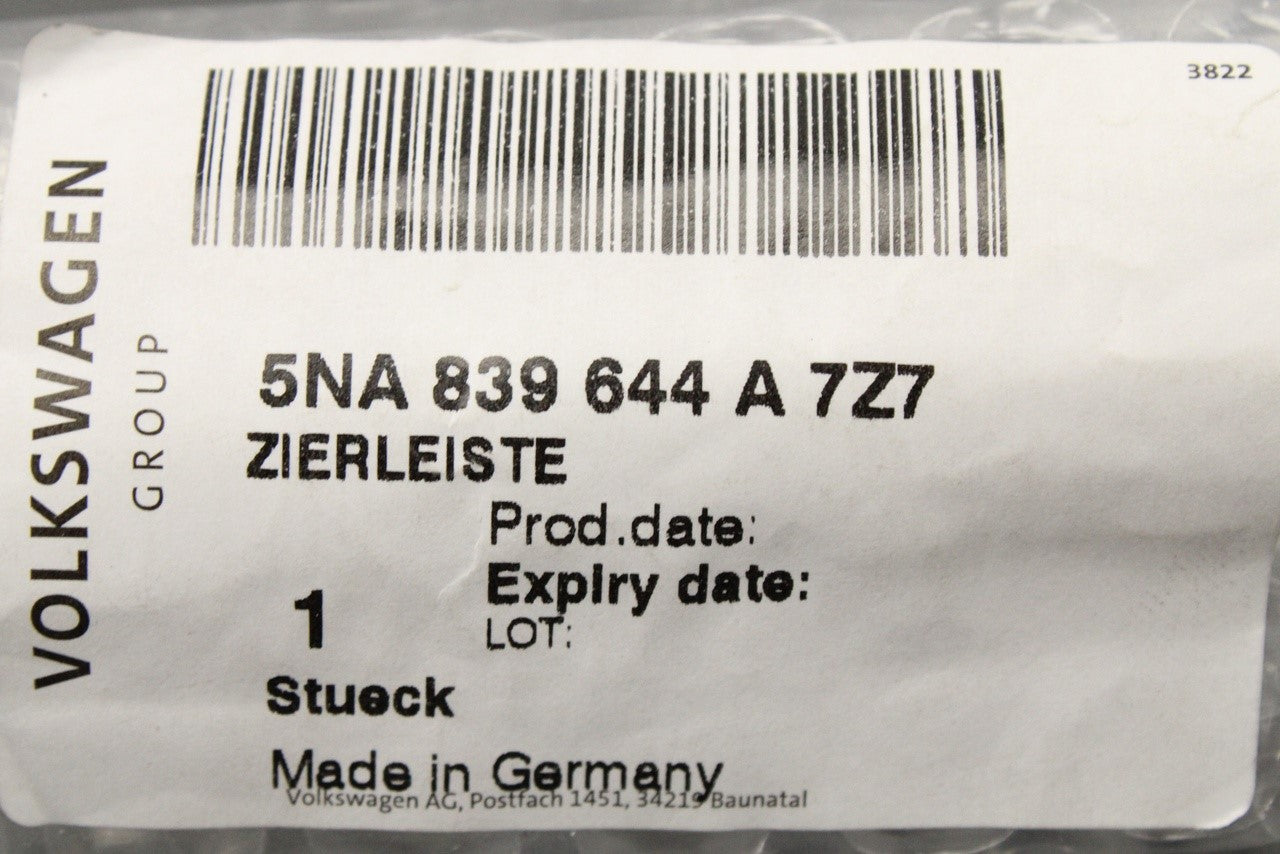 3822
VOLKSWAGEN
GROUP
5NA 839 644 A 7Z7
ZIERLEISTE
Prod.date:
Expiry date:
1
LOT:
Stueck
Made in Germany
Volkswagen AG, Postfach 1451, 34219 Baunatal